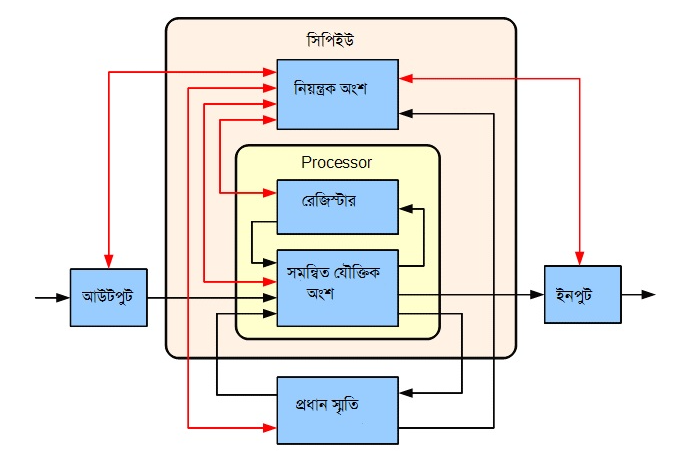 সিপিইউ
নিয়ন্ত্রক অংশ
Processor
রেজিস্টার
সমন্বিত যৌক্তিক
অংশ
আউটপুট
ইনপুট
প্রধান স্মৃতি